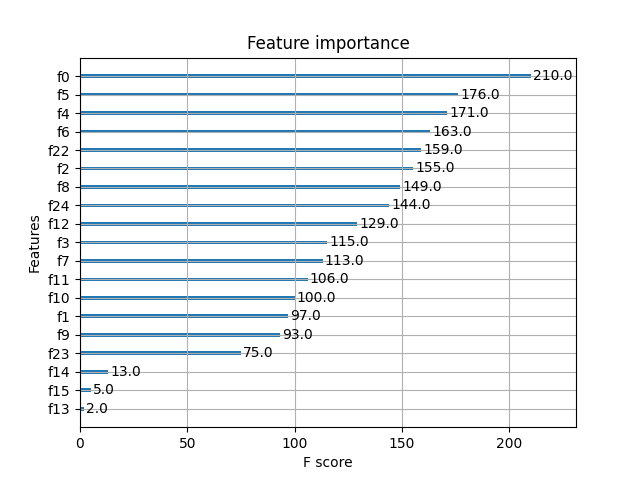 Feature importance
f0 210.0
f5 176.0
f4 171.0
f6 163.0
f22 159.0
f2 155.0
f8 149.0
f24 144.0
f12 129.0
f3 115.0
f7 113.0
f11 106.0
f10 100.0
f1 97.0
f9 93.0
f23 75.0
f14 13.0
f15 5.0
f13 2.0
Features
0 50 100 150 200
F score